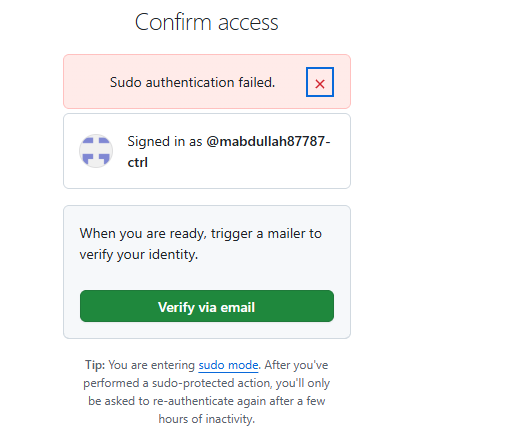 Confirm access
Sudo authentication failed.
Signed in as @mabdullah87787-
ctrl
When you are ready, trigger a mailer to
verify your identity.
Verify via email
Tip: You are entering sudo mode. After you've
performed a sudo-protected action, you'll only
be asked to re-authenticate again after a few
hours of inactivity.